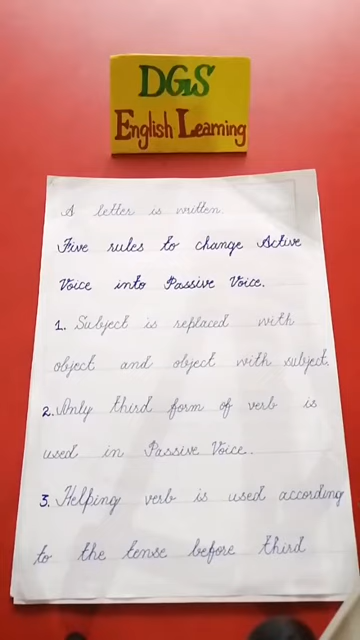 DGS
English Learning
A letter is written.
Five rules to change Active
Voice into Passive Voice.
1. Subject is replaced with
object and object with subject.
2. Only third form of verb is
used in Passive Voice.
3. Helping verb is used according
to the tense before third